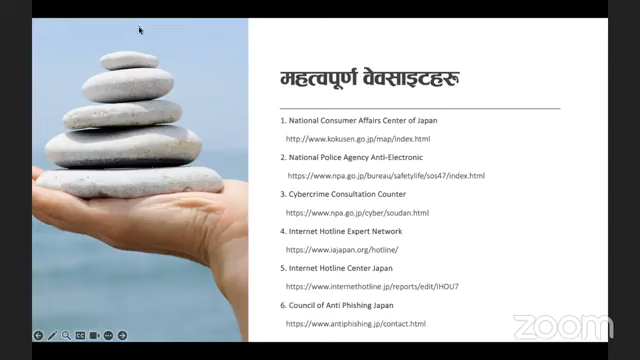 महत्वपूर्ण वेवसाइटहरू
1. National Consumer Affairs Center of Japan
http://www.kokusen.go.jp/map/index.html
2. National Police Agency Anti-Electronic
https://www.npa.go.jp/bureau/safetylife/sos47/index.html
3. Cybercrime Consultation Counter
https://www.npa.go.jp/cyber/soudan.html
4. Internet Hotline Expert Network
https://www.iajapan.org/hotline/
5. Internet Hotline Center Japan
https://www.internethotline.jp/reports/edit/IHOU7
6. Council of Anti Phishing Japan
https://www.antiphishing.jp/contact.html
zoom